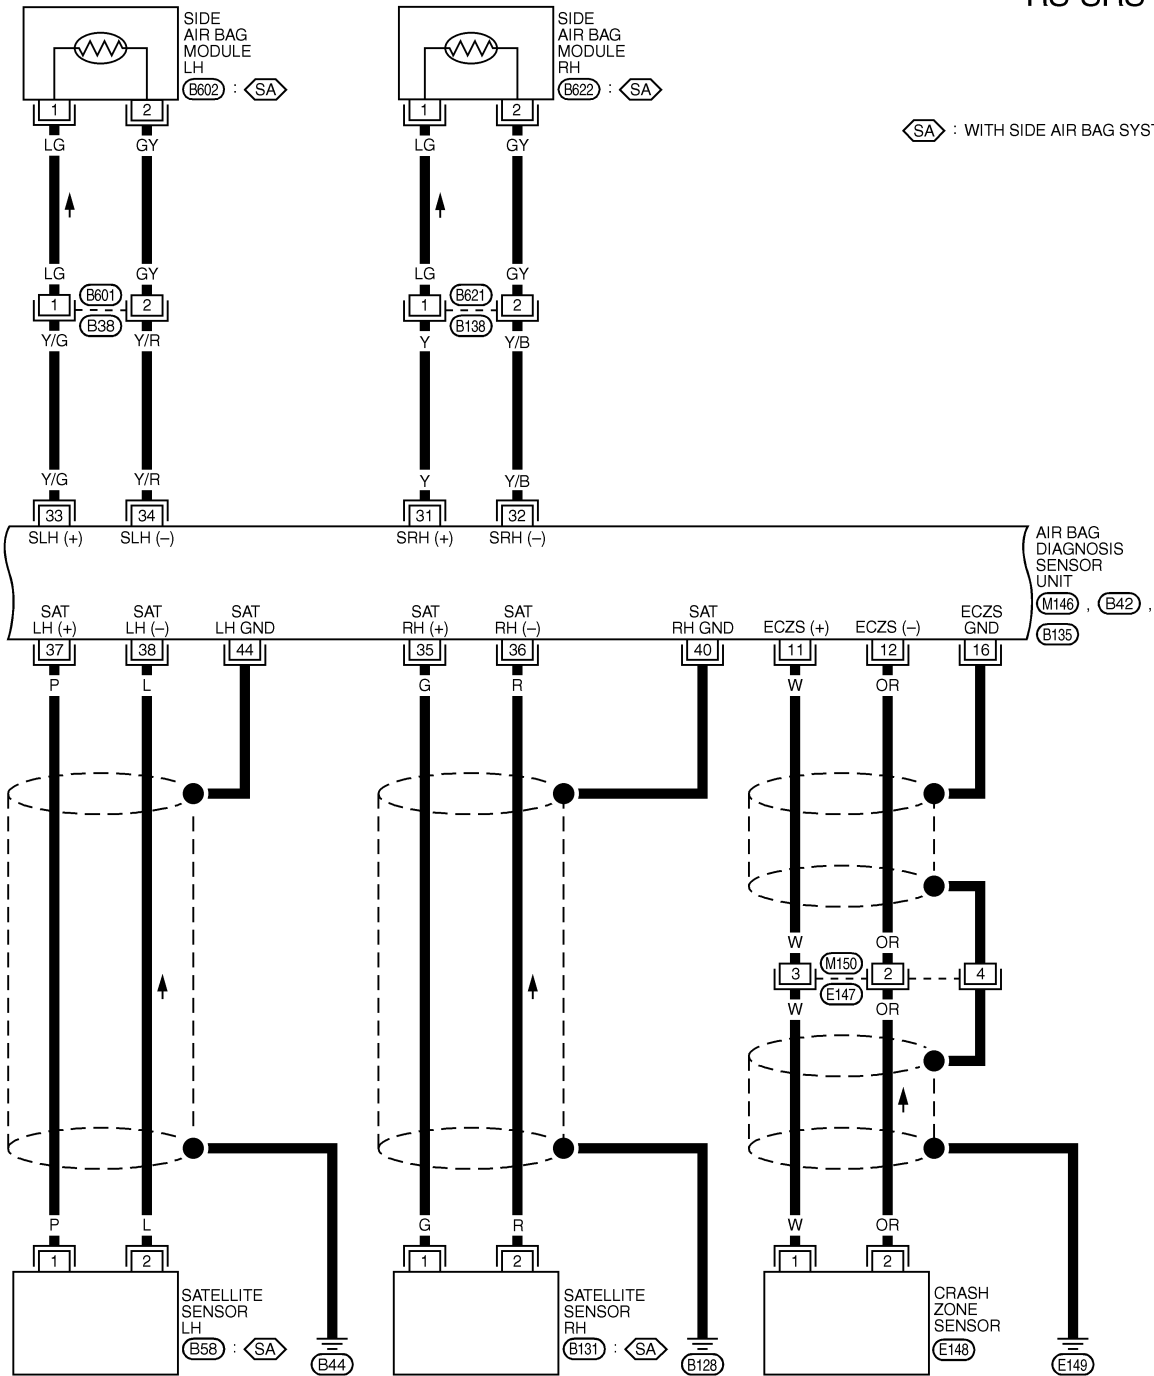 SIDE
AIR BAG
MODULE
LH
B602 : SA
SIDE
AIR BAG
MODULE
RH
B622 : SA
SA : WITH SIDE AIR BAG
1 2 1 2
LG GY LG GY
LG GY LG GY
1 B601 2 1 B621 2
B38 B138
Y/G Y/R Y Y/B
Y/G Y/R Y Y/B
33 34 31 32
SLH (+) SLH (–) SRH (+) SRH (–)
AIR BAG
DIAGNOSIS
SENSOR
UNIT
M146 , B42 ,
B135
SAT
LH (+)
SAT
LH (–)
SAT
LH GND
SAT
RH (+)
SAT
RH (–)
SAT
RH GND
ECZS (+)
ECZS (–)
ECZS
GND
37 38 44 35 36 40 11 12 16
P L G R W OR
W OR
3 M150 2 4
E147
W OR
P L G R W OR
1 2 1 2 1 2
SATELLITE
SENSOR
LH
B58 : SA
B44
SATELLITE
SENSOR
RH
B131 : SA
B128
CRASH
ZONE
SENSOR
E148
E149